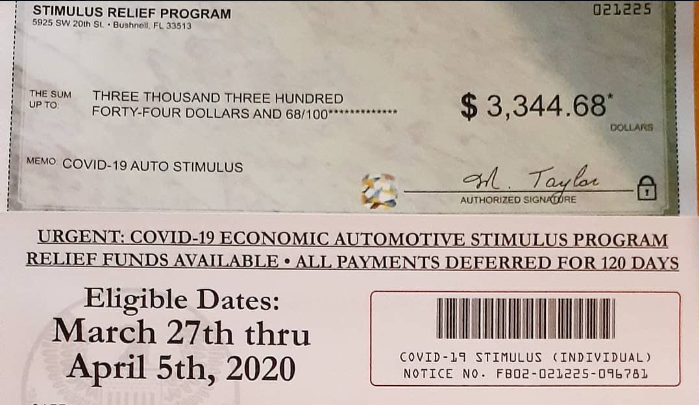 STIMULUS RELIEF PROGRAM
021225
5925 SW 20th St. • Bushnell, FL 33513
THE SUM
UP TO:
THREE THOUSAND THREE HUNDRED
FORTY-FOUR DOLLARS AND 68/100*************
$ 3,344.68*
DOLLARS
MEMO COVID-19 AUTO STIMULUS
M. Taylor
AUTHORIZED SIGNATURE
URGENT: COVID-19 ECONOMIC AUTOMOTIVE STIMULUS PROGRAM
RELIEF FUNDS AVAILABLE • ALL PAYMENTS DEFERRED FOR 120 DAYS
Eligible Dates:
March 27th thru
April 5th, 2020
COVID-19 STIMULUS (INDIVIDUAL)
NOTICE NO. FB02-021225-096781